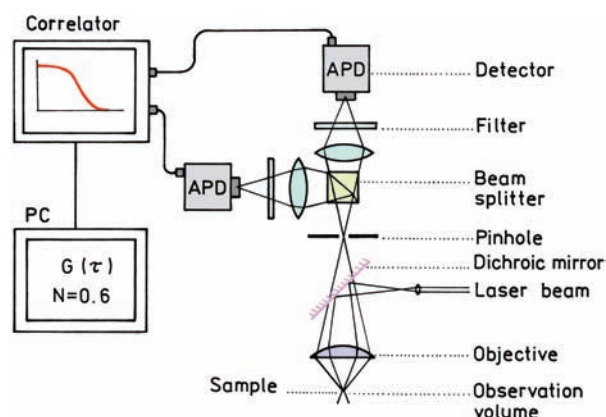 Correlator
APD
Detector
Filter
APD
Beam
splitter
PC
G(τ)
N=0.6
Pinhole
Dichroic mirror
Laser beam
Objective
Sample
Observation
volume